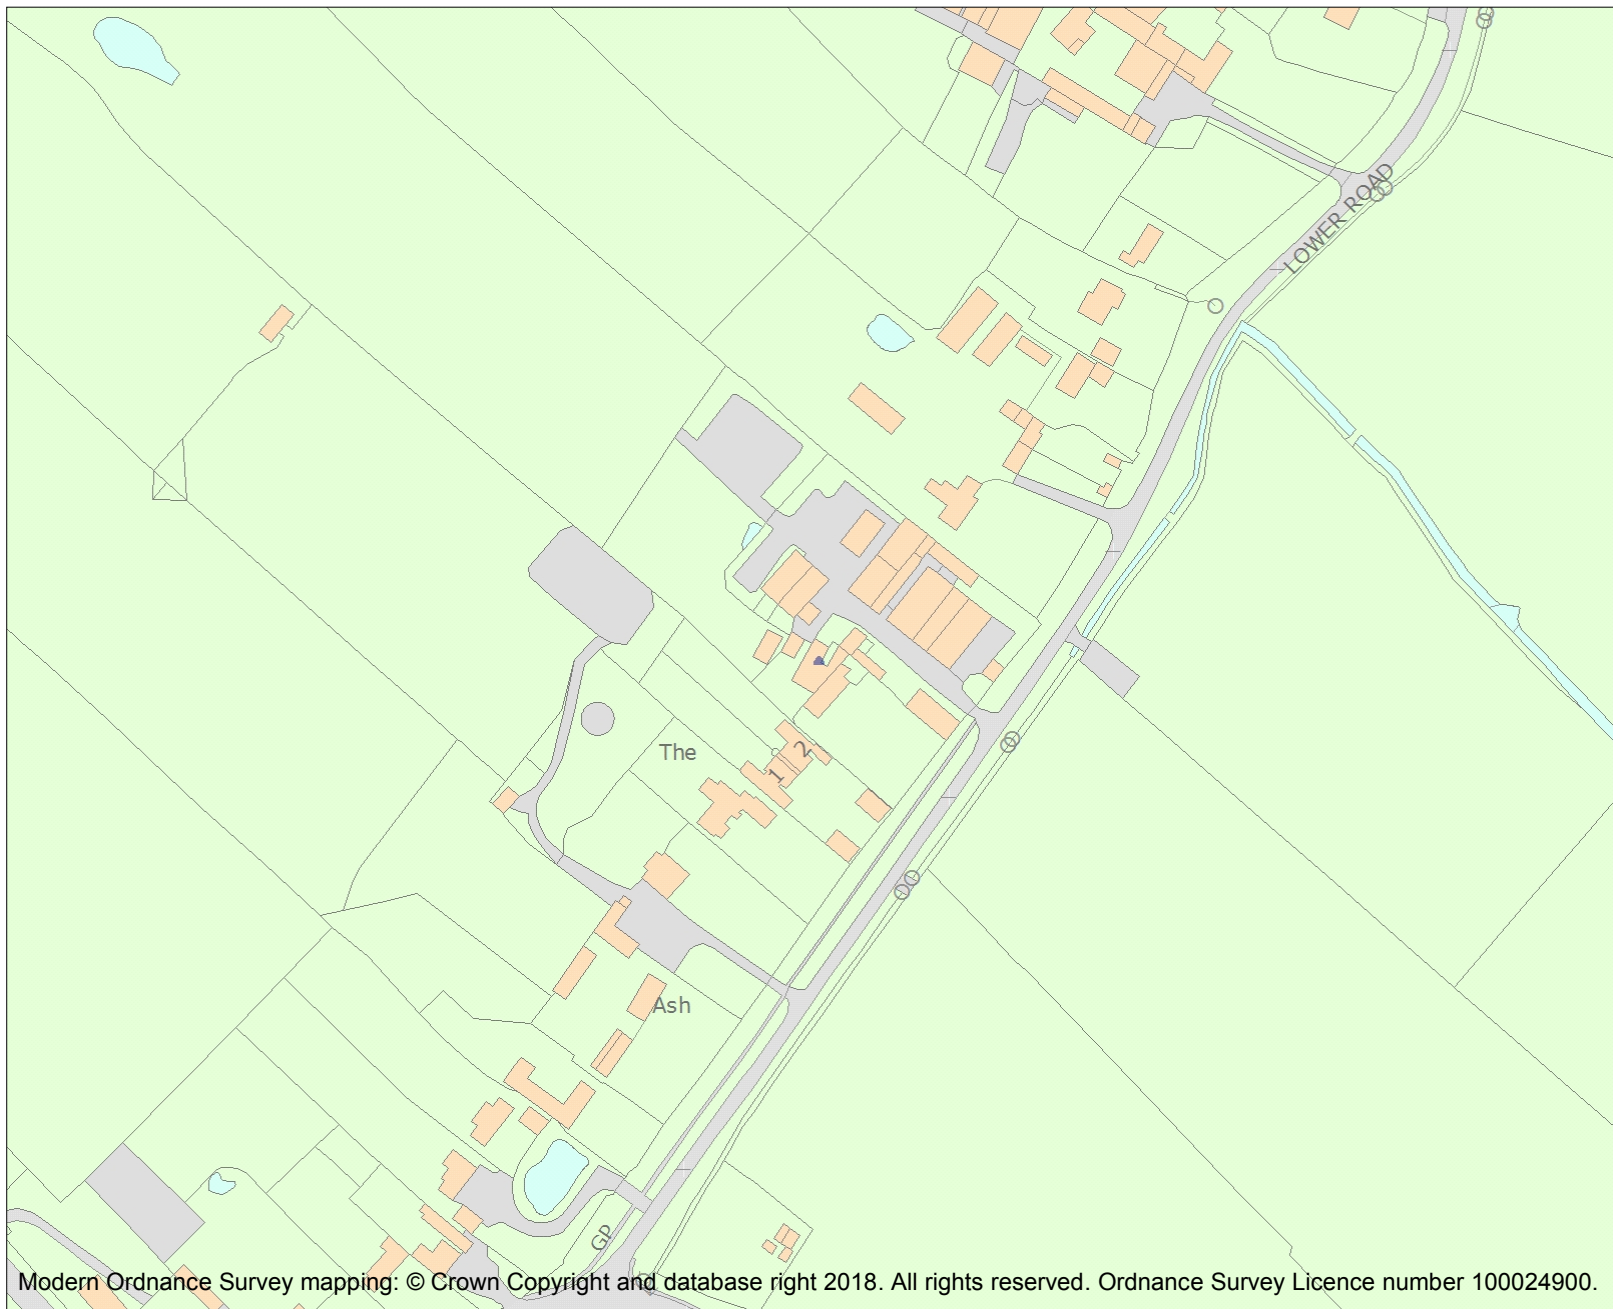 LOWER ROAD
The
2
1
Ash
GP
Modern Ordnance Survey mapping: © Crown Copyright and database right 2018. All rights reserved. Ordnance Survey Licence number 100024900.